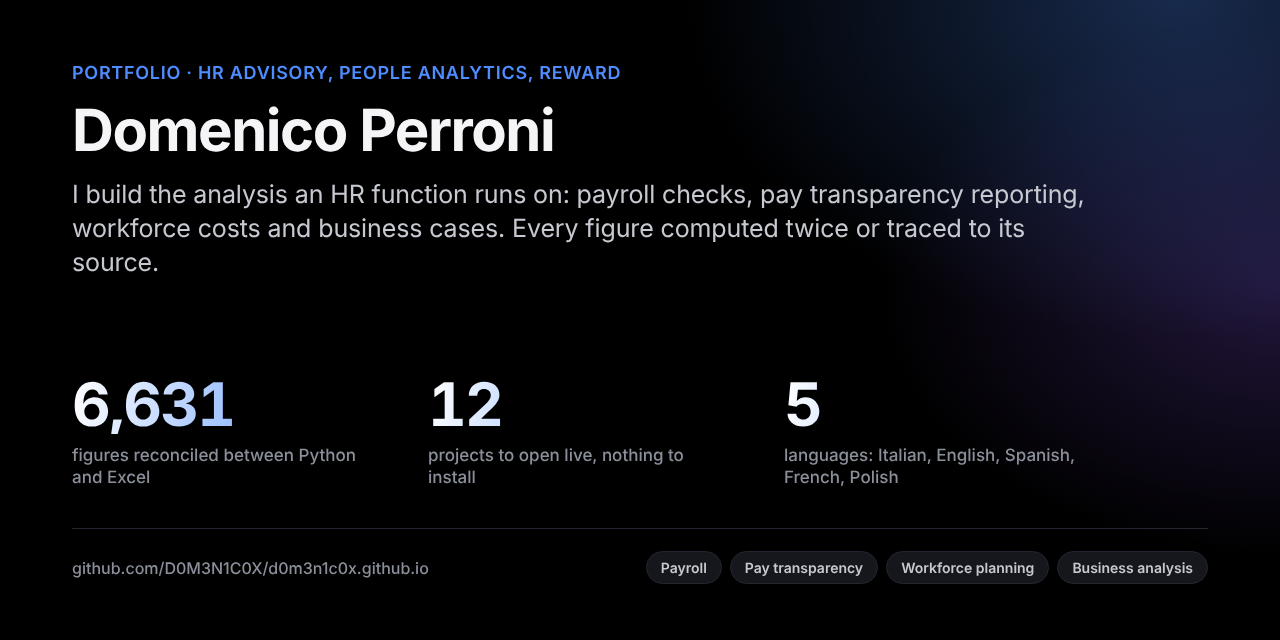 PORTFOLIO · HR ADVISORY, PEOPLE ANALYTICS, REWARD
Domenico Perroni
I build the analysis an HR function runs on: payroll checks, pay transparency reporting,
workforce costs and business cases. Every figure computed twice or traced to its
source.
6,631
figures reconciled between Python
and Excel
12
projects to open live, nothing to
install
5
languages: Italian, English, Spanish,
French, Polish
github.com/D0M3N1C0X/d0m3n1c0x.github.io
Payroll
Pay transparency
Workforce planning
Business analysis